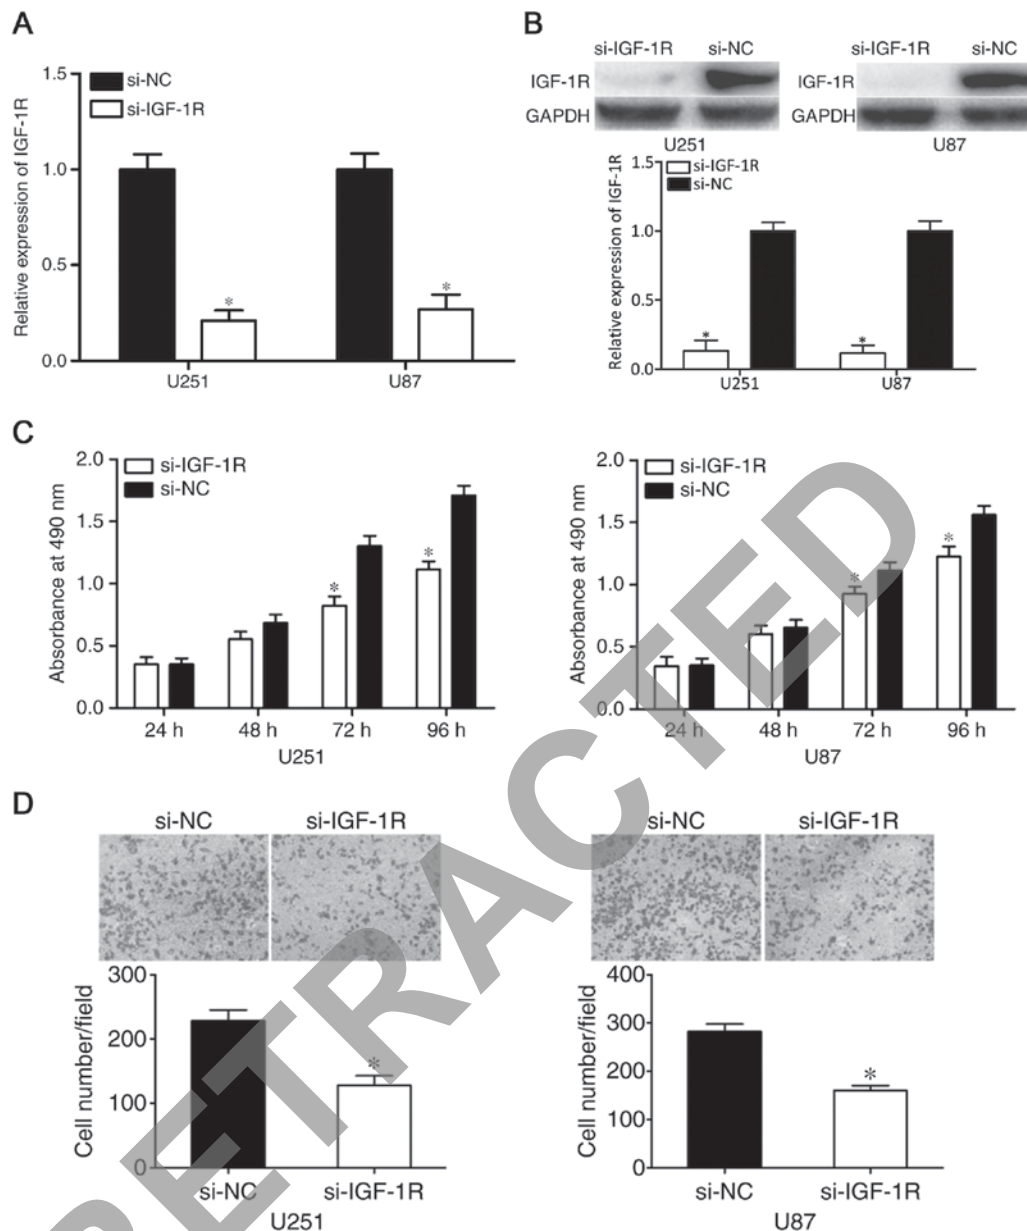 A
Relative expression of IGF-1R
1.5
1.0
0.5
0.0
si-NC
si-IGF-1R
*
*
U251
U87
B
si-IGF-1R si-NC
IGF-1R
GAPDH
U251
si-IGF-1R si-NC
IGF-1R
GAPDH
U87
Relative expression of IGF-1R
1.5
1.0
0.5
0.0
si-IGF-1R
si-NC
*
*
U251
U87
C
Absorbance at 490 nm
2.0
1.5
1.0
0.5
0.0
si-IGF-1R
si-NC
*
*
24 h 48 h 72 h 96 h
U251
Absorbance at 490 nm
2.0
1.5
1.0
0.5
0.0
si-IGF-1R
si-NC
*
*
24 h 48 h 72 h 96 h
U87
D
si-NC si-IGF-1R
Cell number/field
300
200
100
0
*
si-NC si-IGF-1R
U251
si-NC si-IGF-1R
Cell number/field
400
300
200
100
0
*
si-NC si-IGF-1R
U87
RETRACTED